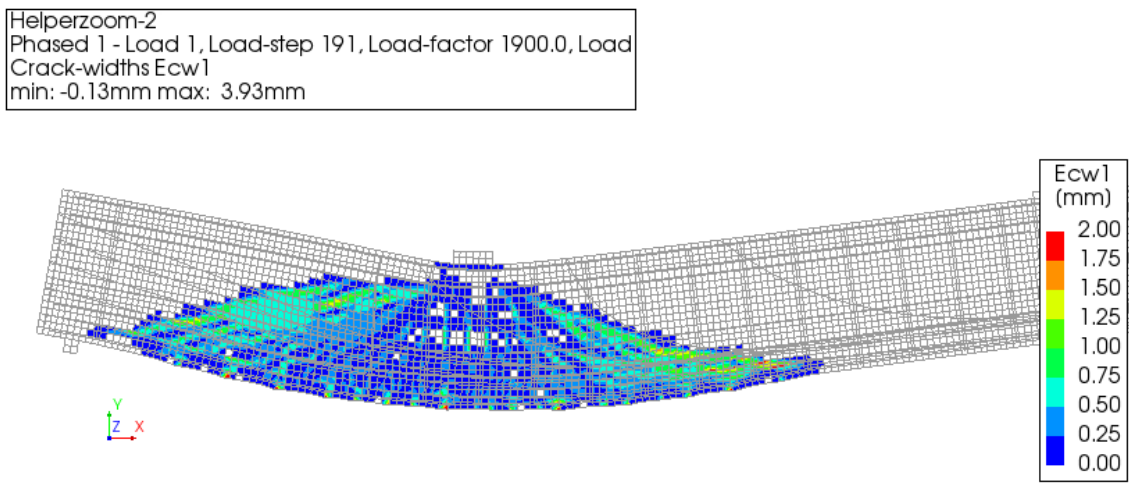 Helperzoom-2
Phased 1 - Load 1, Load-step 191, Load-factor 1900.0, Load
Crack-widths Ecw1
min: -0.13mm max: 3.93mm
Ecw1
(mm)
2.00
1.75
1.50
1.25
1.00
0.75
0.50
0.25
0.00
Y
Z X